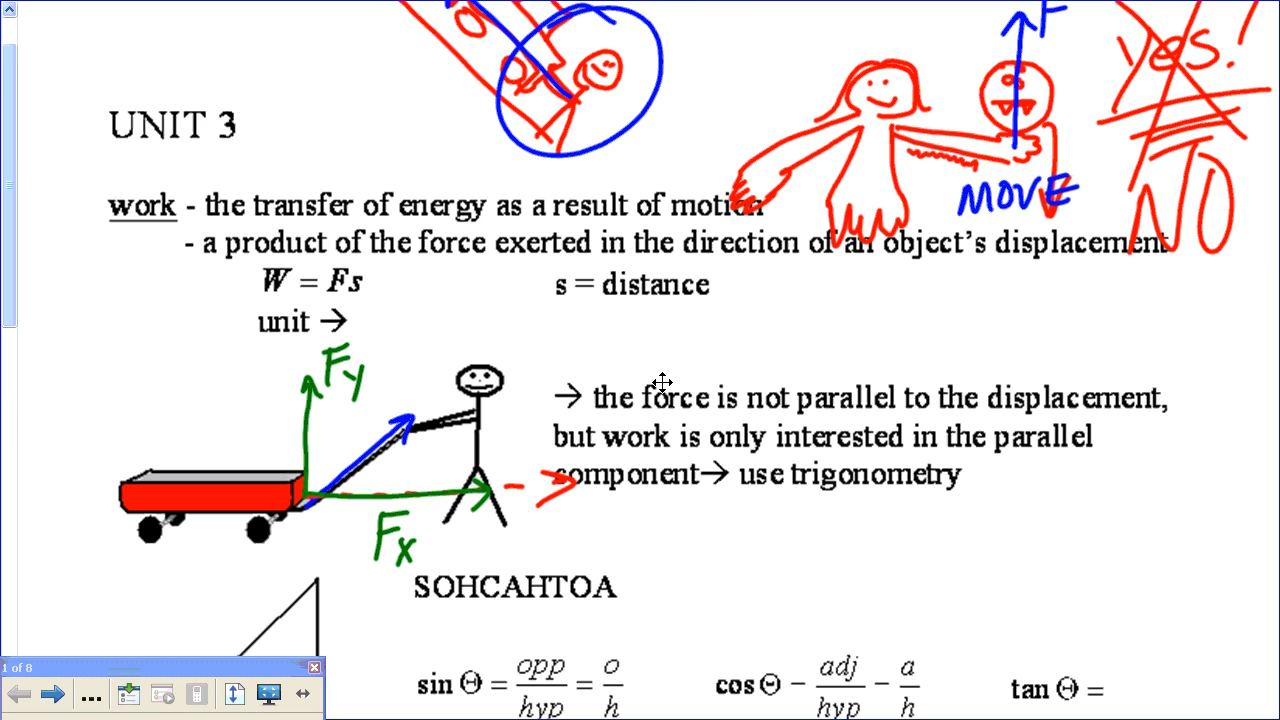 F
Yes!
UNIT 3
MOVE
NO
work - the transfer of energy as a result of motion
- a product of the force exerted in the direction of an object's displacement
W = Fs s = distance
unit →
Fy
→ the force is not parallel to the displacement,
but work is only interested in the parallel
component→ use trigonometry
Fx
SOHCAHTOA
sin Θ = opp/hyp = o/h cos Θ − adj/hyp − a/h tan Θ =
1 of 8
...